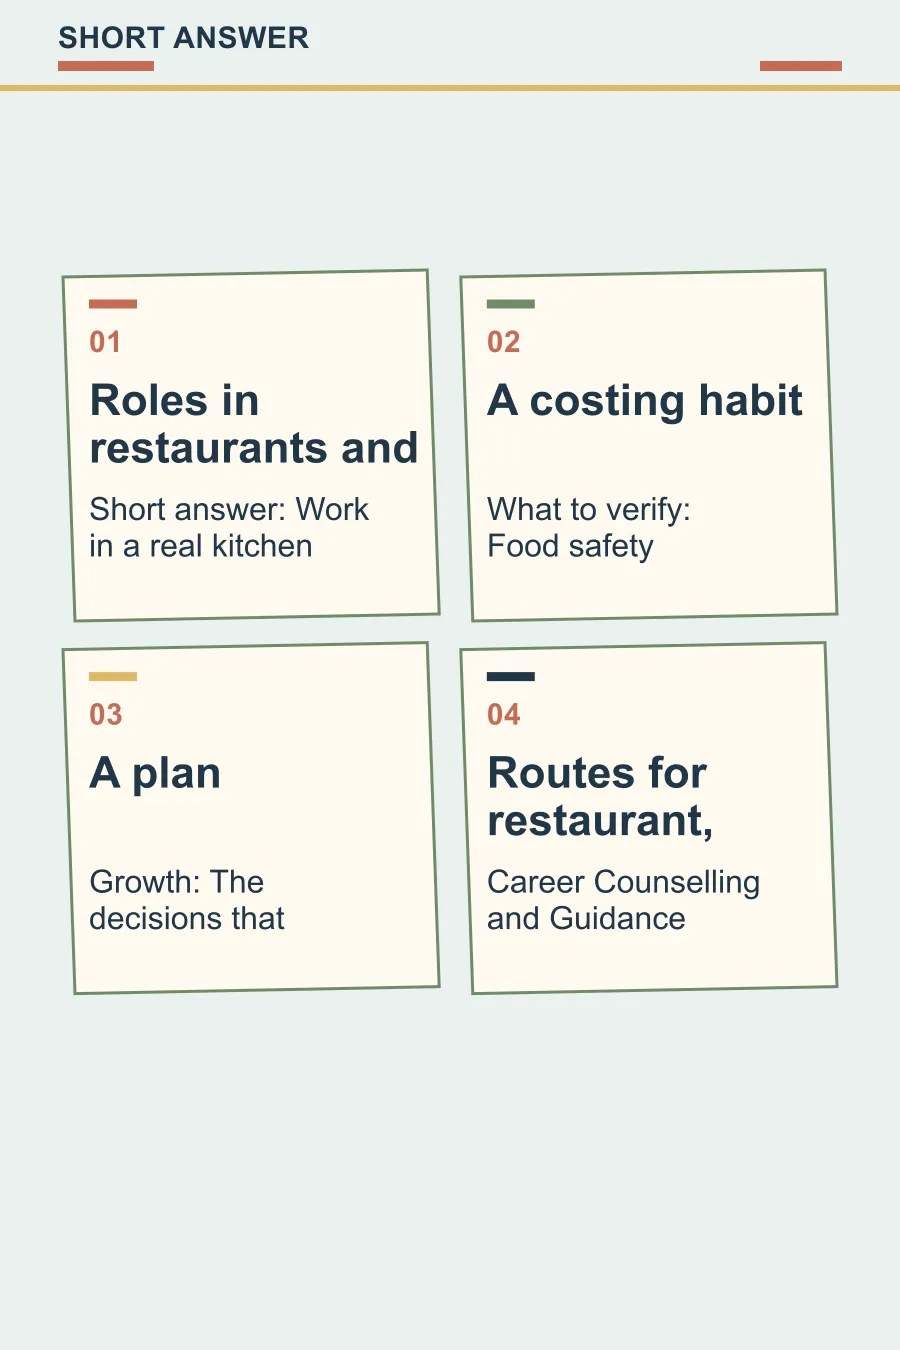 SHORT ANSWER
01
Roles in
restaurants and
Short answer: Work
in a real kitchen
02
A costing habit
What to verify:
Food safety
03
A plan
Growth: The
decisions that
04
Routes for
restaurant,
Career Counselling
and Guidance